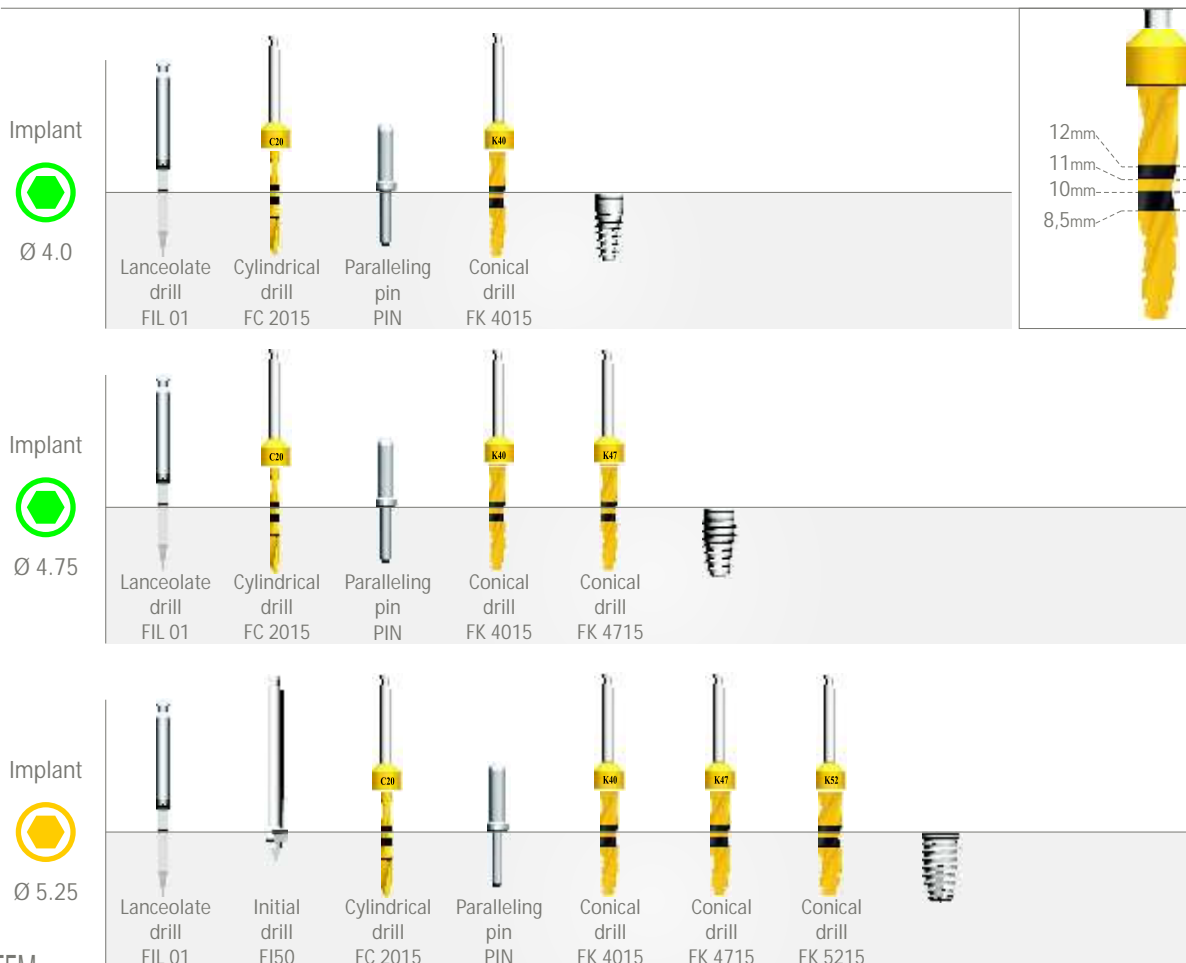 12mm
11mm
10mm
8,5mm
Implant
Ø 4.0
C20
K40
Lanceolate
drill
FIL 01
Cylindrical
drill
FC 2015
Paralleling
pin
PIN
Conical
drill
FK 4015
Implant
Ø 4.75
C20
K40
K47
Lanceolate
drill
FIL 01
Cylindrical
drill
FC 2015
Paralleling
pin
PIN
Conical
drill
FK 4015
Conical
drill
FK 4715
Implant
Ø 5.25
C20
K40
K47
K52
Lanceolate
drill
FIL 01
Initial
drill
FI50
Cylindrical
drill
FC 2015
Paralleling
pin
PIN
Conical
drill
FK 4015
Conical
drill
FK 4715
Conical
drill
FK 5215